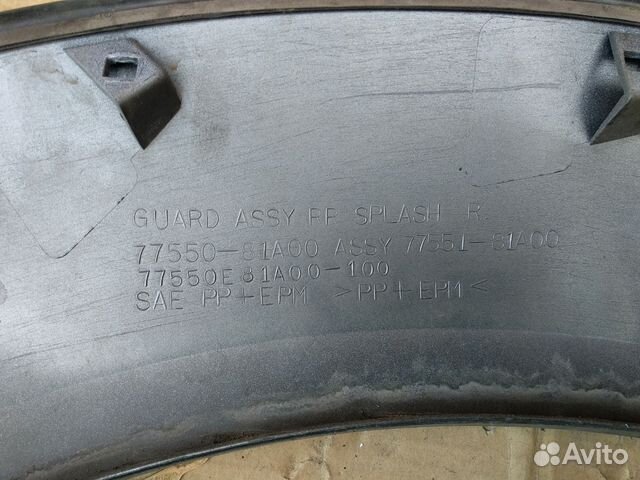 GUARD ASSY RR SPLASH R
77550-81A00 ASSY 77551-81A00
77550E81A00-100
SAE PP+EPM >PP+EPM<
Avito